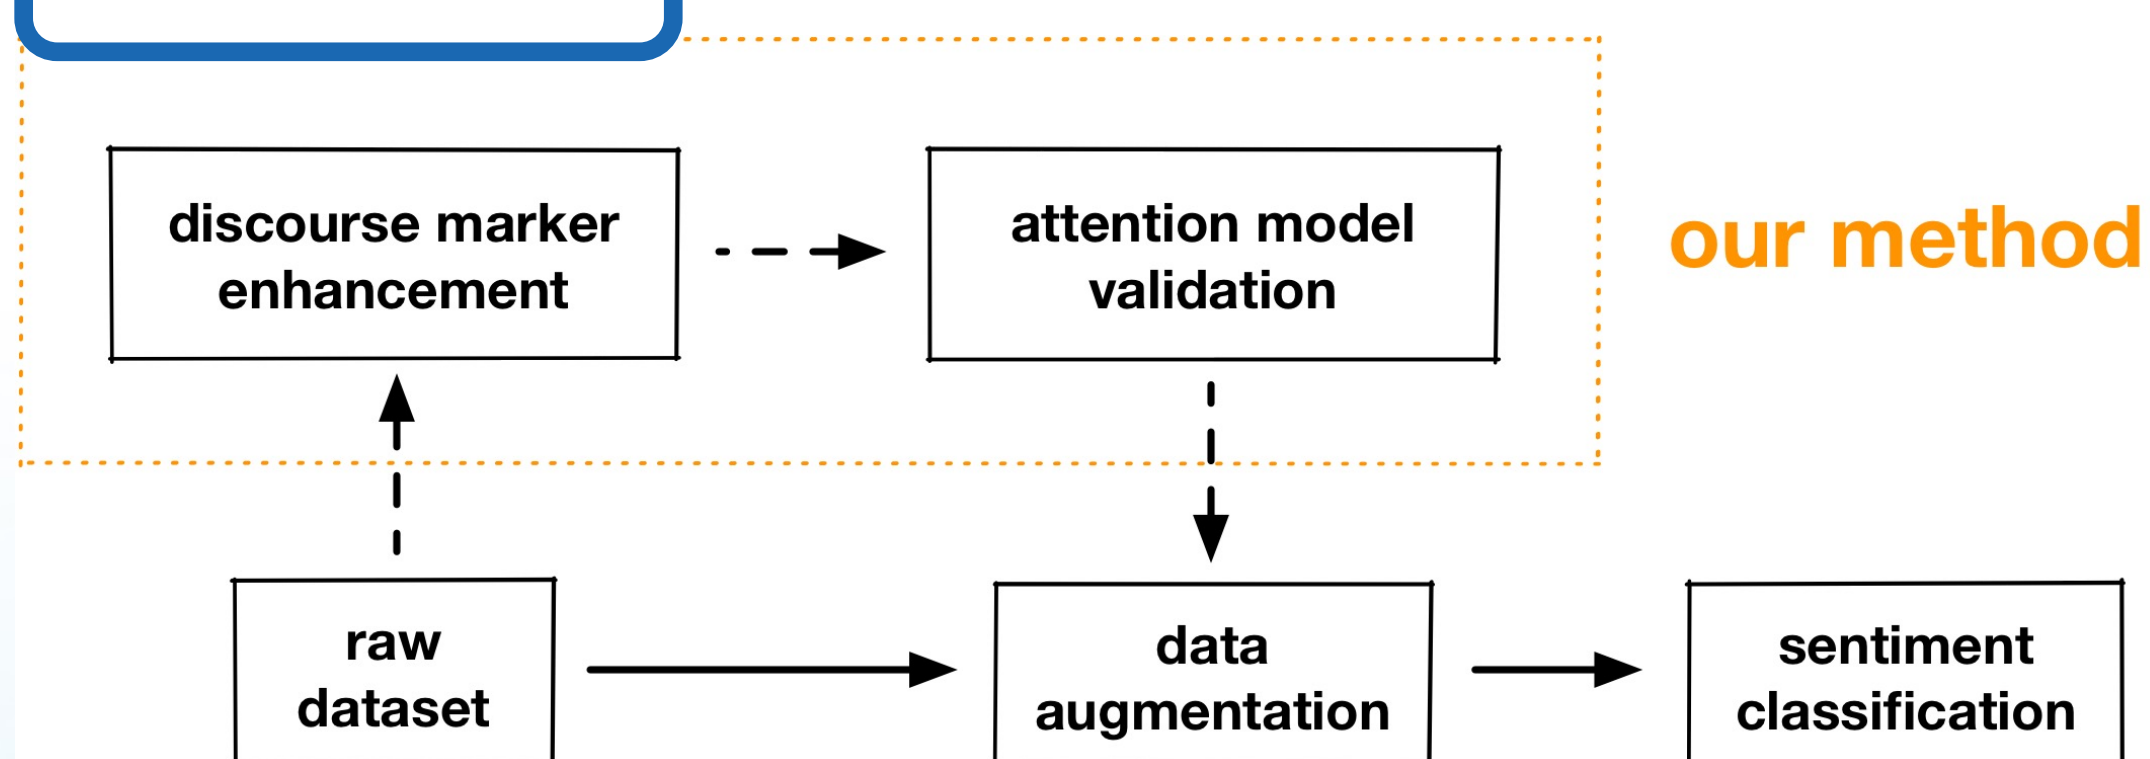 discourse marker
enhancement
attention model
validation
our method
raw
dataset
data
augmentation
sentiment
classification